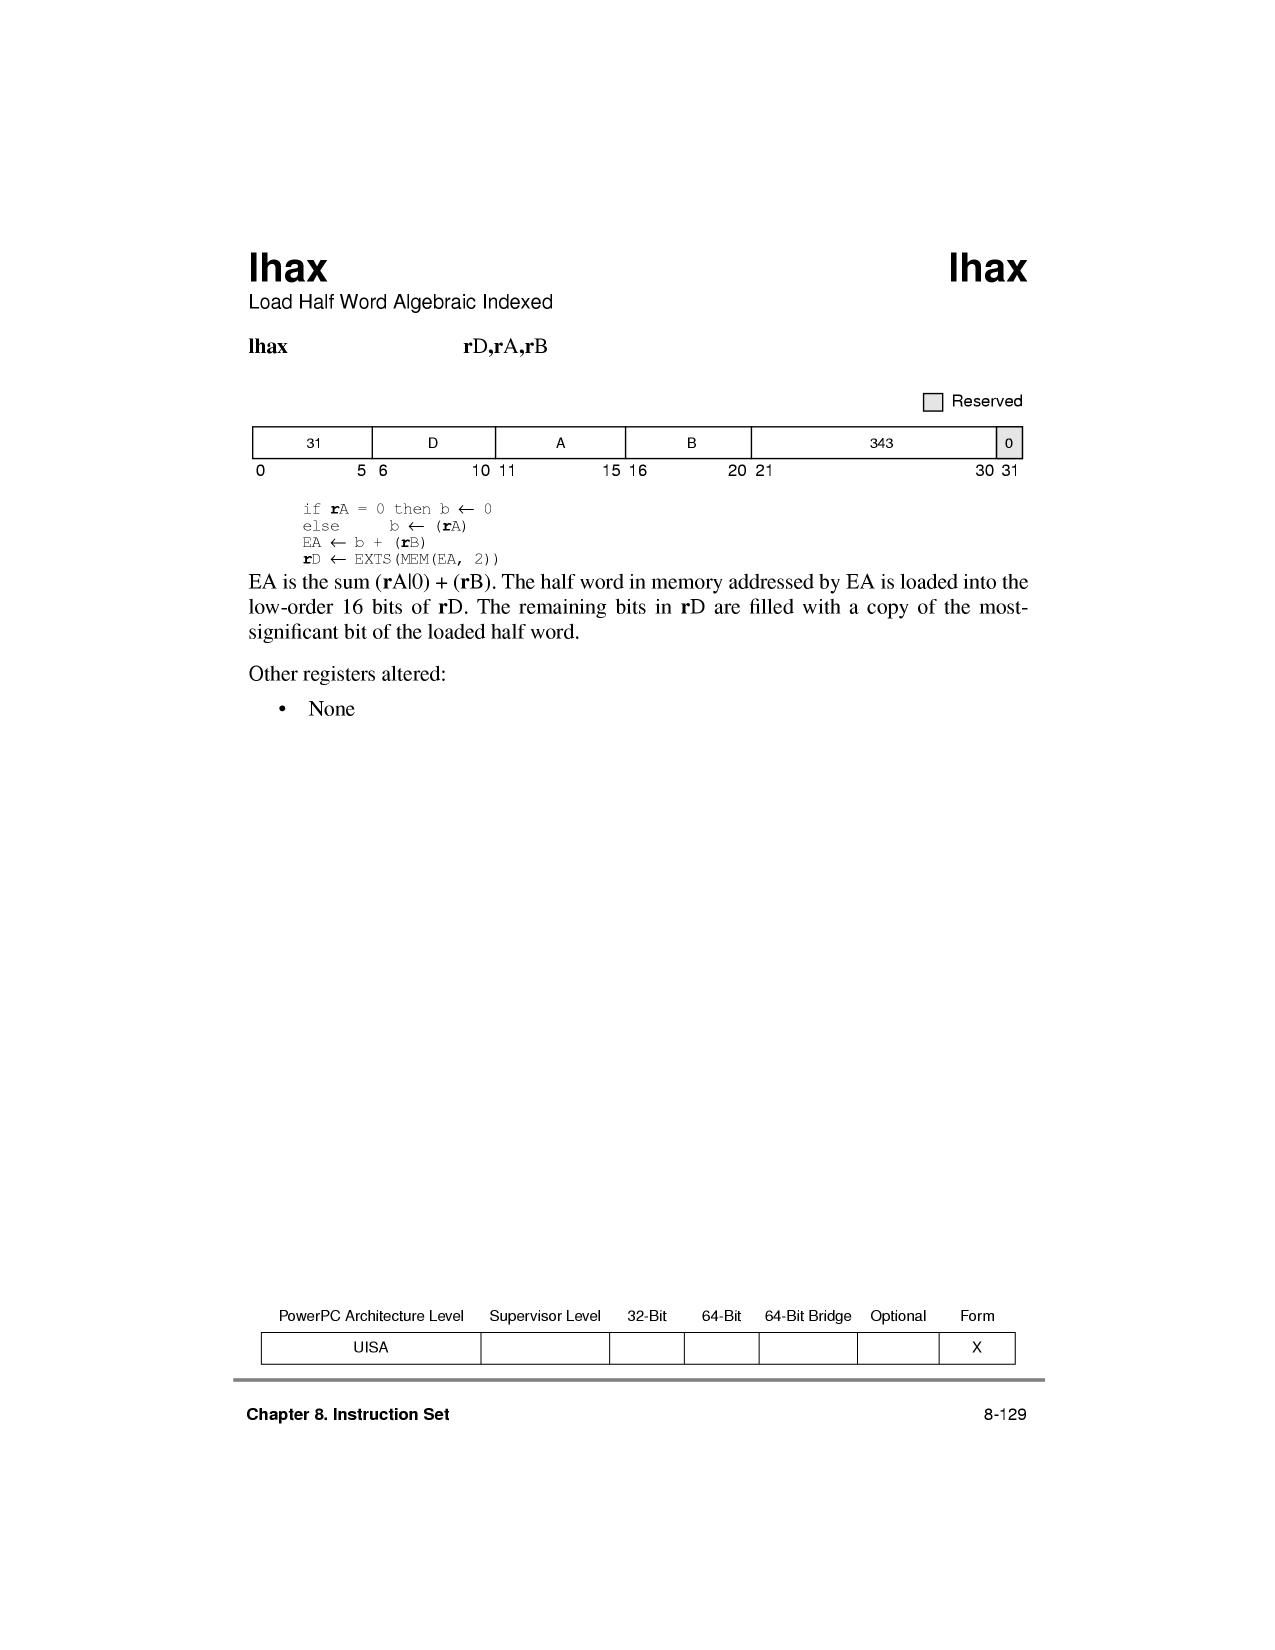 lhax lhax
Load Half Word Algebraic Indexed
lhax rD,rA,rB
Reserved
31 D A B 343 0
0 5 6 10 11 15 16 20 21 30 31
if rA = 0 then b ← 0
else b ← (rA)
EA ← b + (rB)
rD ← EXTS(MEM(EA, 2))
EA is the sum (rA|0) + (rB). The half word in memory addressed by EA is loaded into the
low-order 16 bits of rD. The remaining bits in rD are filled with a copy of the most-
significant bit of the loaded half word.
Other registers altered:
• None
PowerPC Architecture Level Supervisor Level 32-Bit 64-Bit 64-Bit Bridge Optional Form
UISA X
Chapter 8. Instruction Set 8-129